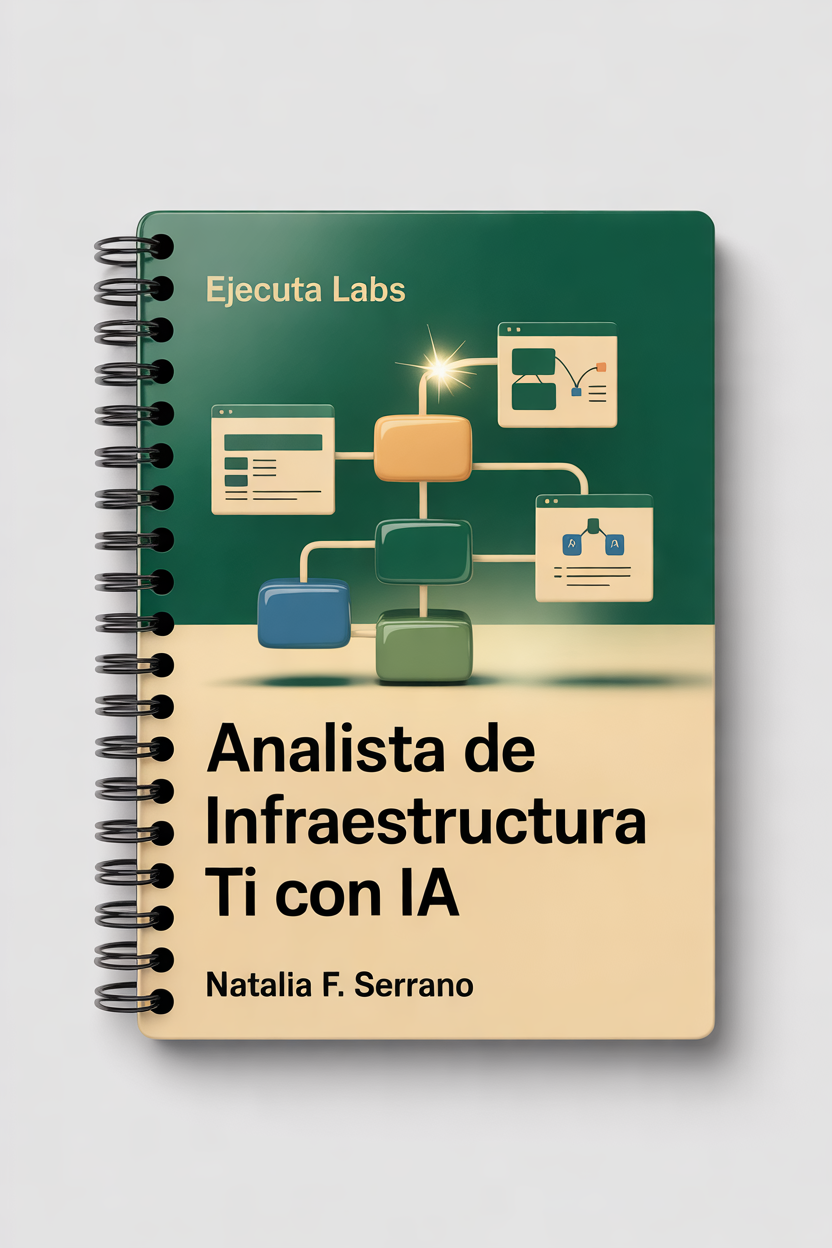 Ejecuta Labs
Analista de
Infraestructura
Ti con IA
Natalia F. Serrano